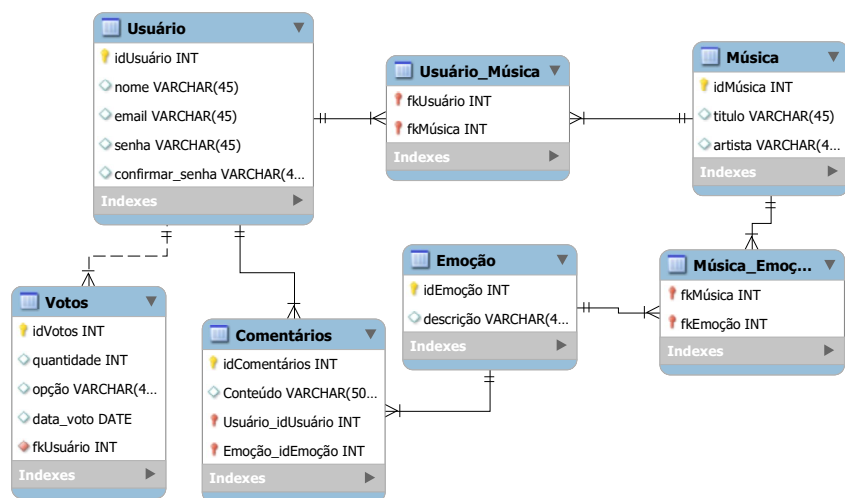 Usuário
idUsuário INT
nome VARCHAR(45)
email VARCHAR(45)
senha VARCHAR(45)
confirmar_senha VARCHAR(4...
Indexes
Usuário_Música
fkUsuário INT
fkMúsica INT
Indexes
Música
idMúsica INT
titulo VARCHAR(45)
artista VARCHAR(4...
Indexes
Votos
idVotos INT
quantidade INT
opção VARCHAR(4...
data_voto DATE
fkUsuário INT
Indexes
Comentários
idComentários INT
Conteúdo VARCHAR(50...
Usuário_idUsuário INT
Emoção_idEmoção INT
Indexes
Emoção
idEmoção INT
descrição VARCHAR(4...
Indexes
Música_Emoç...
fkMúsica INT
fkEmoção INT
Indexes